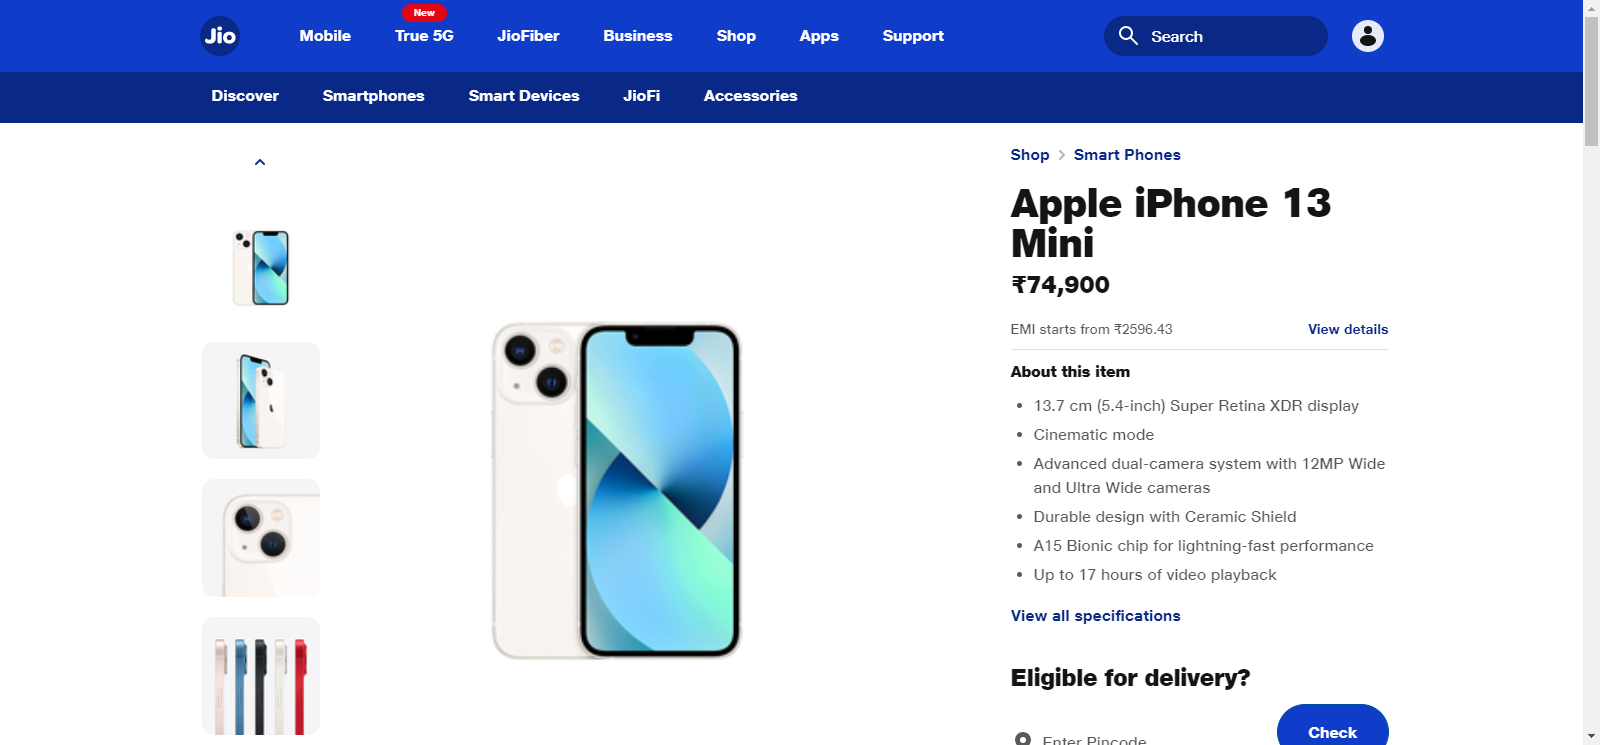 New
Jio
Mobile
True 5G
JioFiber
Business
Shop
Apps
Support
Search
Discover
Smartphones
Smart Devices
JioFi
Accessories
Shop
Smart Phones
Apple iPhone 13
Mini
₹74,900
EMI starts from ₹2596.43
View details
About this item
• 13.7 cm (5.4-inch) Super Retina XDR display
• Cinematic mode
• Advanced dual-camera system with 12MP Wide
and Ultra Wide cameras
• Durable design with Ceramic Shield
• A15 Bionic chip for lightning-fast performance
• Up to 17 hours of video playback
View all specifications
Eligible for delivery?
Enter Pincode
Check